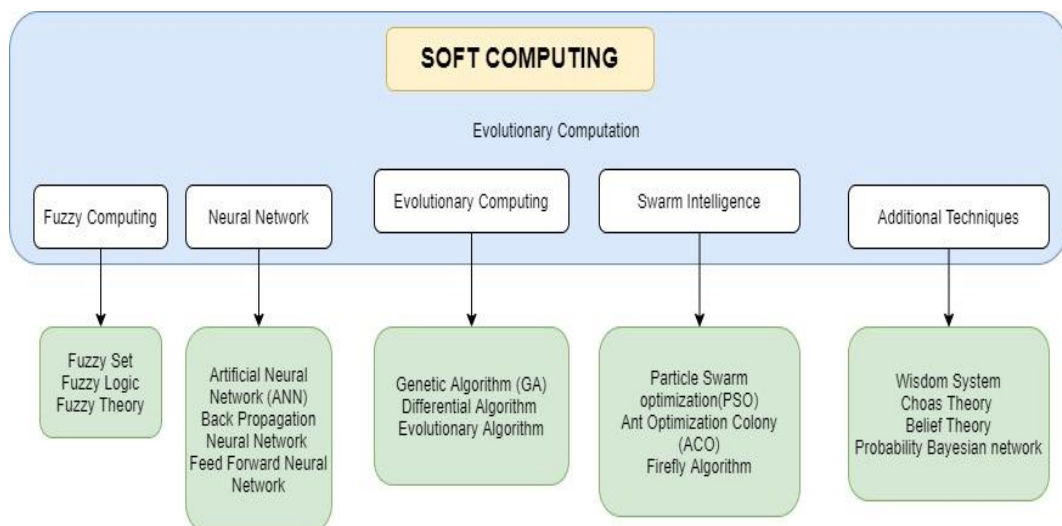 SOFT COMPUTING
Evolutionary Computation
Fuzzy Computing
Neural Network
Evolutionary Computing
Swarm Intelligence
Additional Techniques
Fuzzy Set
Fuzzy Logic
Fuzzy Theory
Artificial Neural
Network (ANN)
Back Propagation
Neural Network
Feed Forward Neural
Network
Genetic Algorithm (GA)
Differential Algorithm
Evolutionary Algorithm
Particle Swarm
optimization(PSO)
Ant Optimization Colony
(ACO)
Firefly Algorithm
Wisdom System
Choas Theory
Belief Theory
Probability Bayesian network